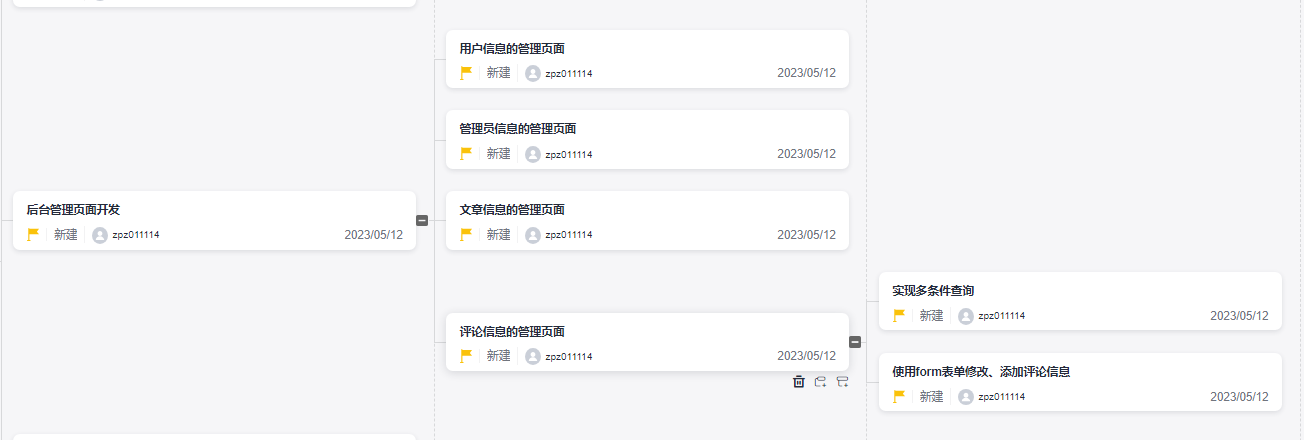 用户信息的管理页面
新建 zpz011114 2023/05/12
管理员信息的管理页面
新建 zpz011114 2023/05/12
后台管理页面开发
新建 zpz011114 2023/05/12
文章信息的管理页面
新建 zpz011114 2023/05/12
评论信息的管理页面
新建 zpz011114 2023/05/12
实现多条件查询
新建 zpz011114 2023/05/12
使用form表单修改、添加评论信息
新建 zpz011114 2023/05/12